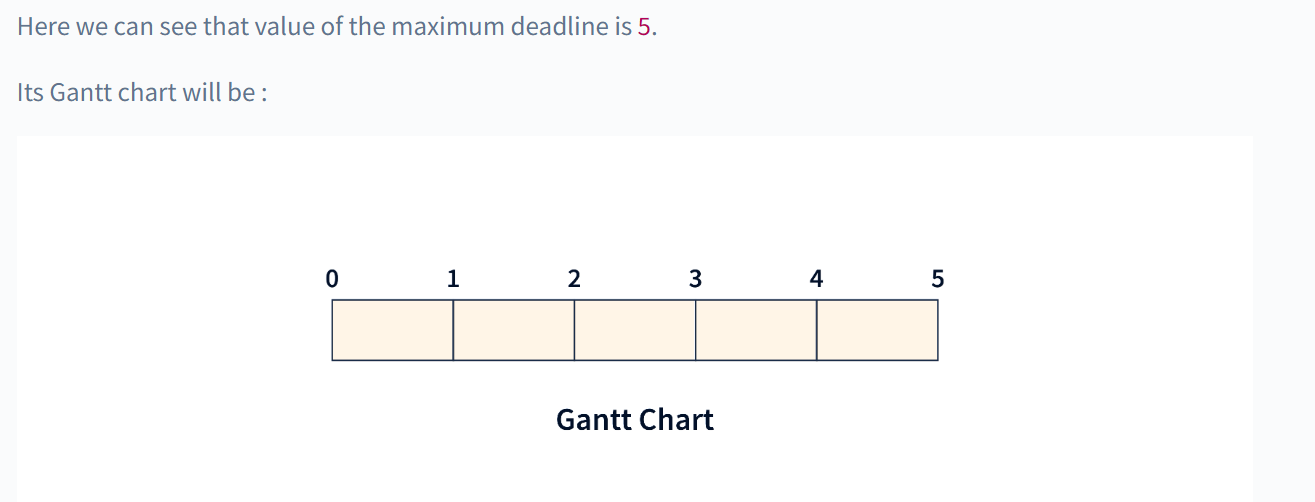 Here we can see that value of the maximum deadline is 5.
Its Gantt chart will be :
0 1 2 3 4 5
Gantt Chart